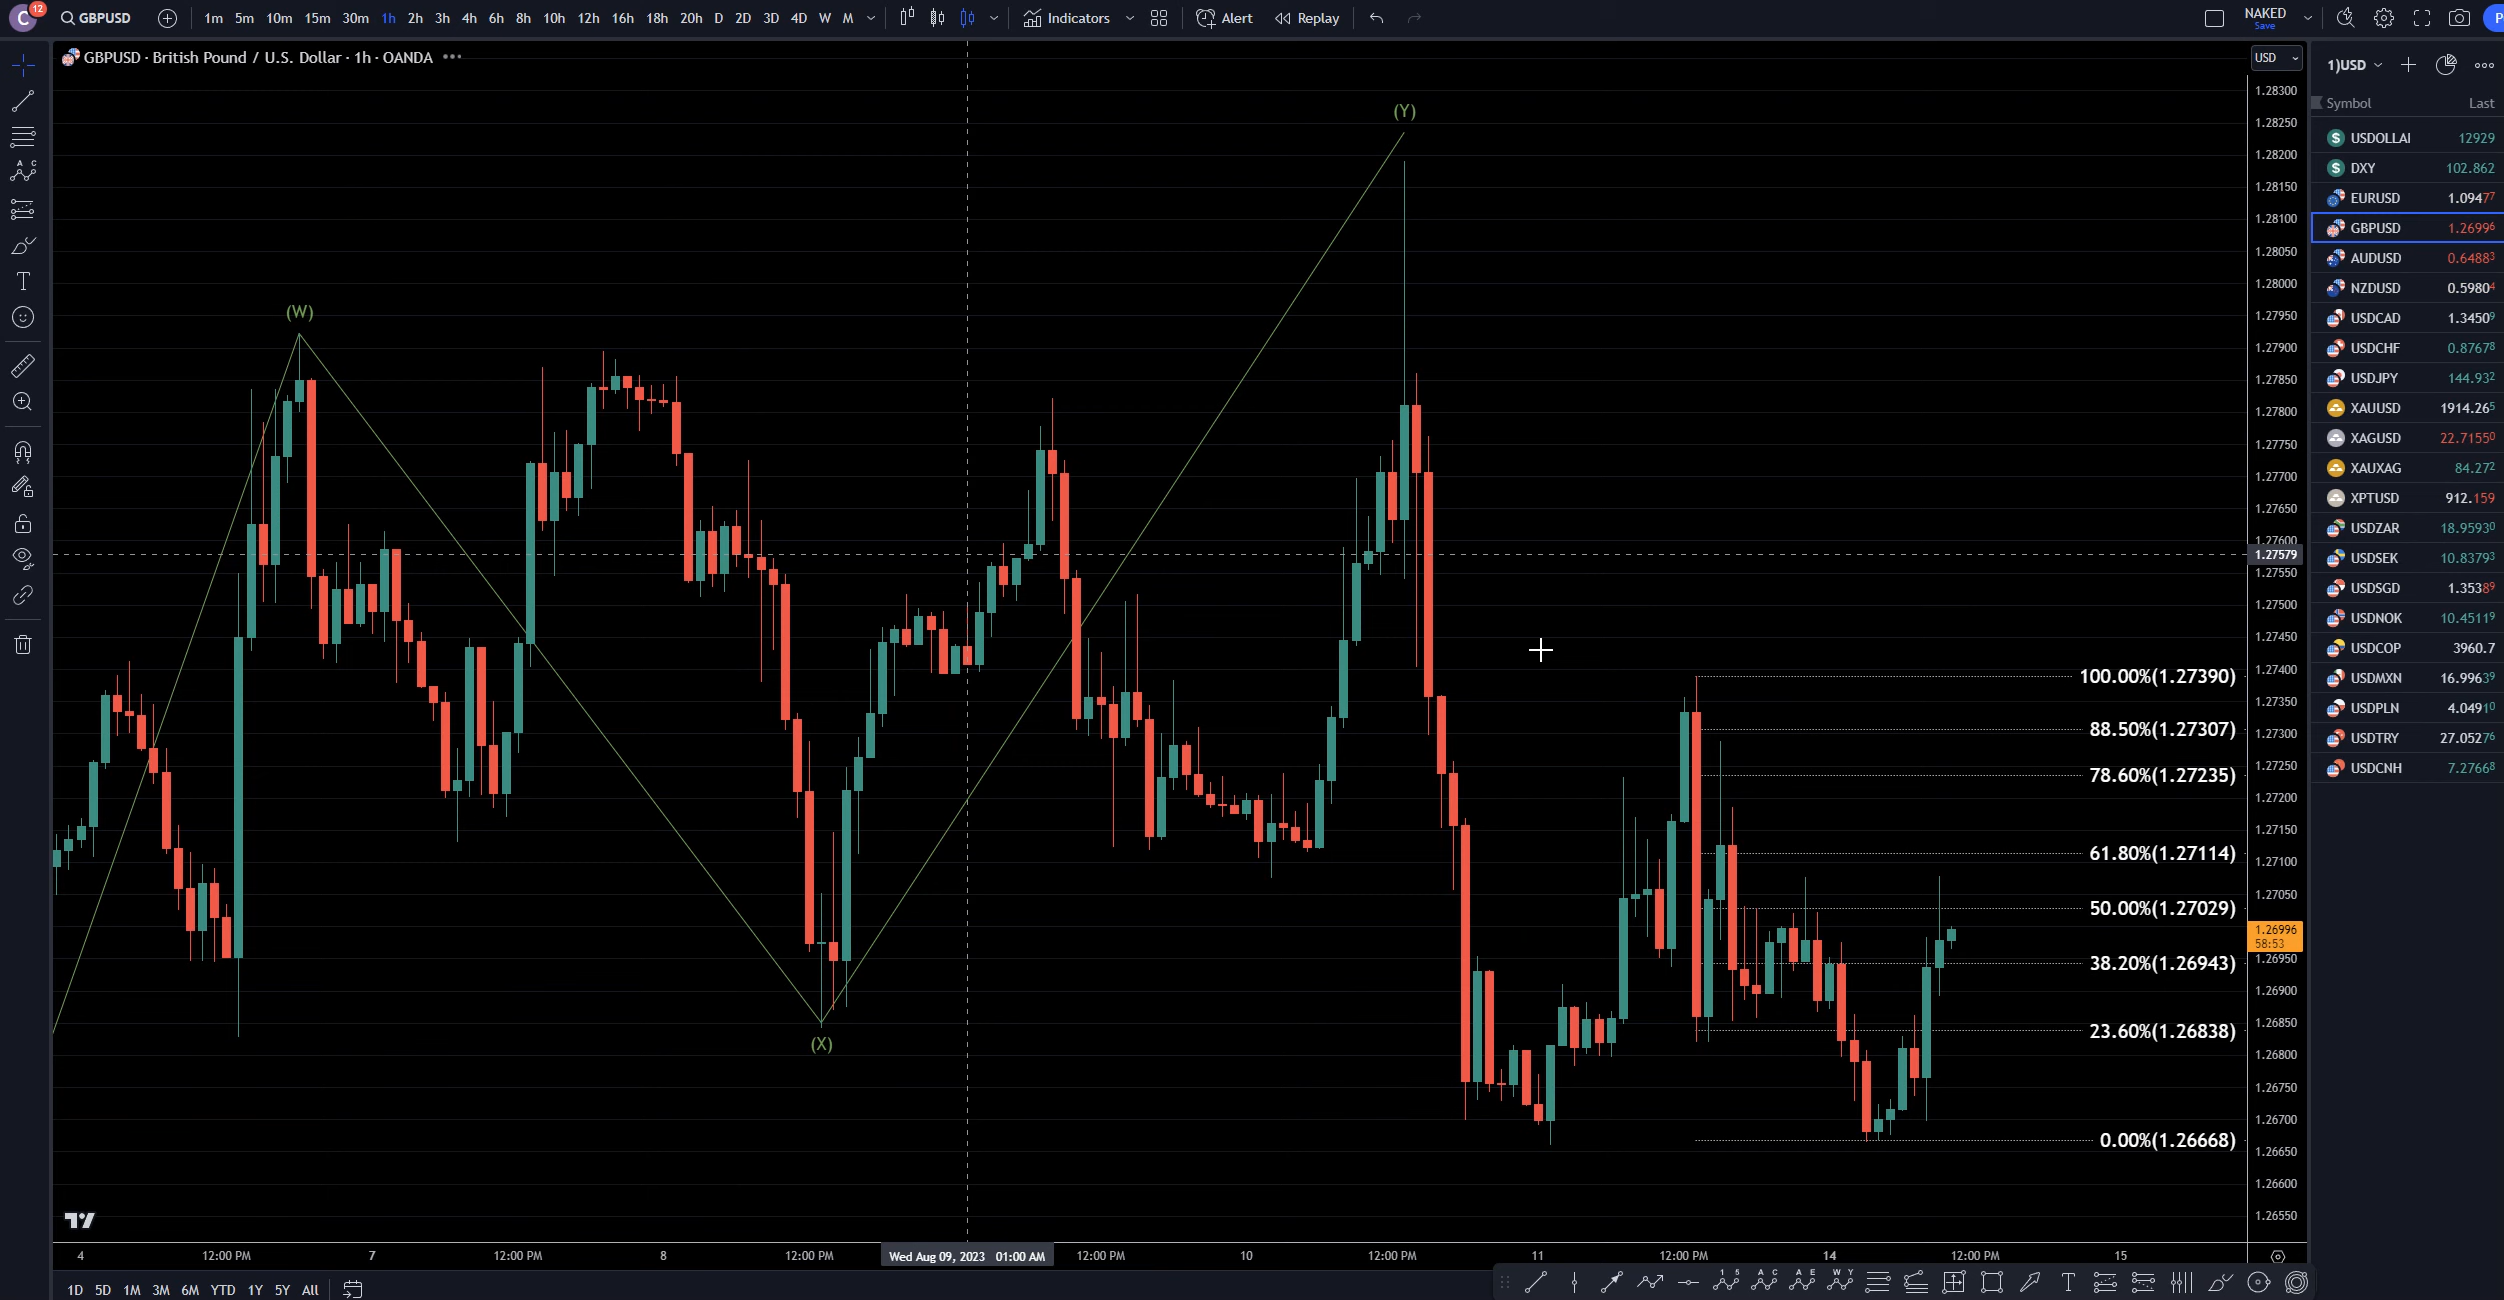 C 12 GBPUSD 1m 5m 10m 15m 30m 1h 2h 3h 4h 6h 8h 10h 12h 16h 18h 20h D 2D 3D 4D W M Indicators Alert Replay NAKED
Save
GBPUSD · British Pound / U.S. Dollar · 1h · OANDA
USD
1)USD
Symbol Last
USDOLLAI 12929
DXY 102.862
EURUSD 1.09477
GBPUSD 1.26996
AUDUSD 0.64883
NZDUSD 0.59804
USDCAD 1.34509
USDCHF 0.87678
USDJPY 144.932
XAUUSD 1914.265
XAGUSD 22.71550
XAUXAG 84.272
XPTUSD 912.159
USDZAR 18.95930
USDSEK 10.83793
USDSGD 1.35389
USDNOK 10.45119
USDCOP 3960.7
USDMXN 16.99639
USDPLN 4.04910
USDTRY 27.05276
USDCNH 7.27668
(Y)
(W)
(X)
100.00%(1.27390)
88.50%(1.27307)
78.60%(1.27235)
61.80%(1.27114)
50.00%(1.27029)
38.20%(1.26943)
23.60%(1.26838)
0.00%(1.26668)
1.28300
1.28250
1.28200
1.28150
1.28100
1.28050
1.28000
1.27950
1.27900
1.27850
1.27800
1.27750
1.27700
1.27650
1.27600
1.27579
1.27550
1.27500
1.27450
1.27400
1.27350
1.27300
1.27250
1.27200
1.27150
1.27100
1.27050
1.26996
58:53
1.26950
1.26900
1.26850
1.26800
1.26750
1.26700
1.26650
1.26600
1.26550
4 12:00 PM 7 12:00 PM 8 12:00 PM Wed Aug 09, 2023 01:00 AM 12:00 PM 10 12:00 PM 11 12:00 PM 14 12:00 PM 15
1D 5D 1M 3M 6M YTD 1Y 5Y All